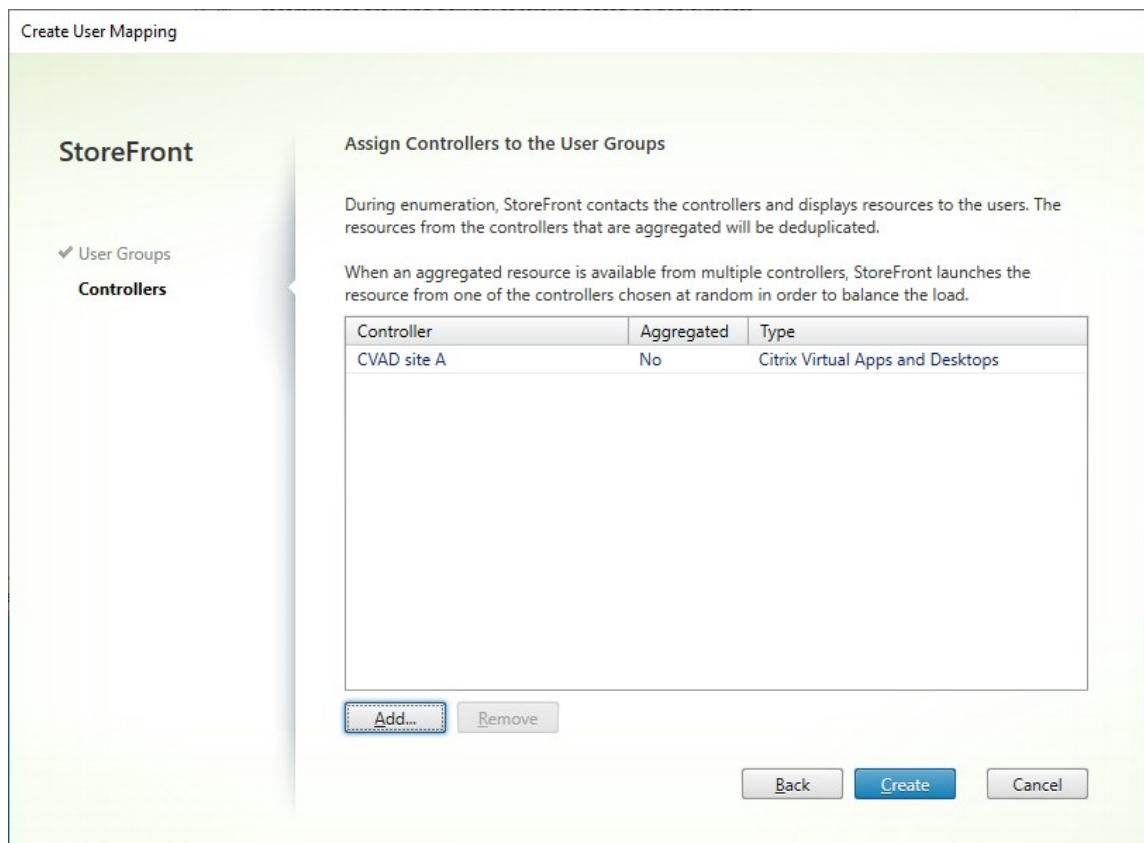 Create User Mapping
StoreFront
Assign Controllers to the User Groups
During enumeration, StoreFront contacts the controllers and displays resources to the users. The
resources from the controllers that are aggregated will be deduplicated.
✓ User Groups
Controllers
When an aggregated resource is available from multiple controllers, StoreFront launches the
resource from one of the controllers chosen at random in order to balance the load.
Controller Aggregated Type
CVAD site A No Citrix Virtual Apps and Desktops
Add... Remove
Back Create Cancel